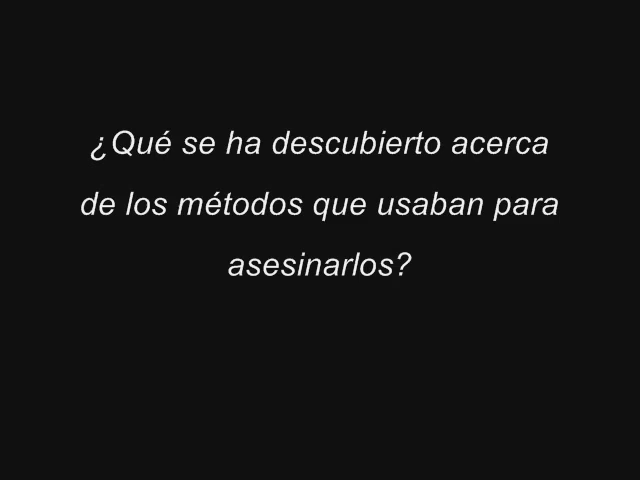 ¿Qué se ha descubierto acerca
de los métodos que usaban para
asesinarlos?